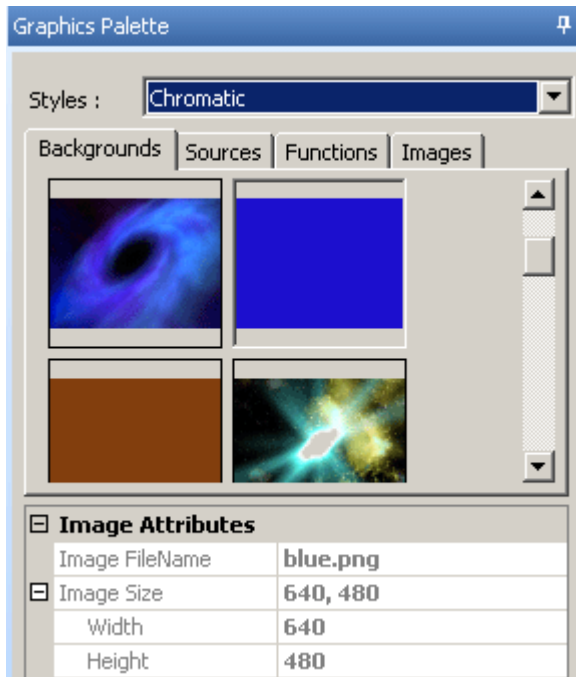 Graphics Palette
Styles : Chromatic
Backgrounds Sources Functions Images
Image Attributes
Image FileName blue.png
Image Size 640, 480
Width 640
Height 480